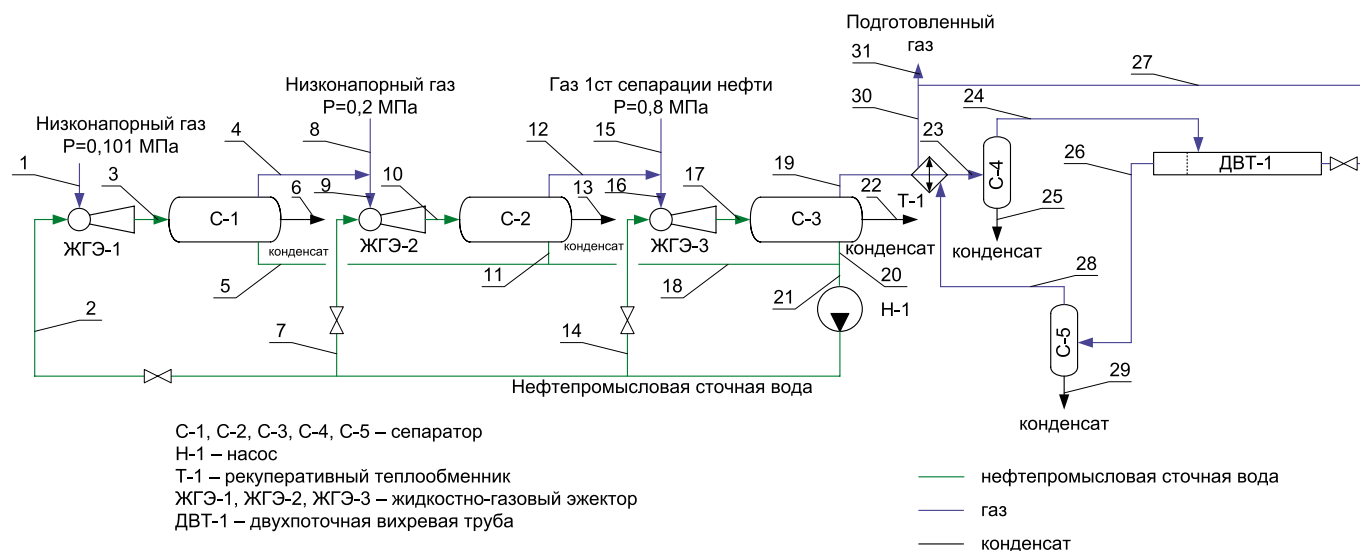 Подготовленный
газ
31
27
Низконапорный газ
P=0,2 МПа
Газ 1ст сепарации нефти
P=0,8 МПа
30
24
Низконапорный газ
P=0,101 МПа
4
8
12
15
23
26
1
3
6
9
10
13
16
17
19
22
С-4
ДВТ-1
С-1
С-2
С-3
Т-1
25
ЖГЭ-1
конденсат
ЖГЭ-2
конденсат
ЖГЭ-3
конденсат
конденсат
5
11
18
20
21
28
2
7
14
Н-1
С-5
29
Нефтепромысловая сточная вода
конденсат
С-1, С-2, С-3, С-4, С-5 – сепаратор
Н-1 – насос
Т-1 – рекуперативный теплообменник
ЖГЭ-1, ЖГЭ-2, ЖГЭ-3 – жидкостно-газовый эжектор
ДВТ-1 – двухпоточная вихревая труба
нефтепромысловая сточная вода
газ
конденсат